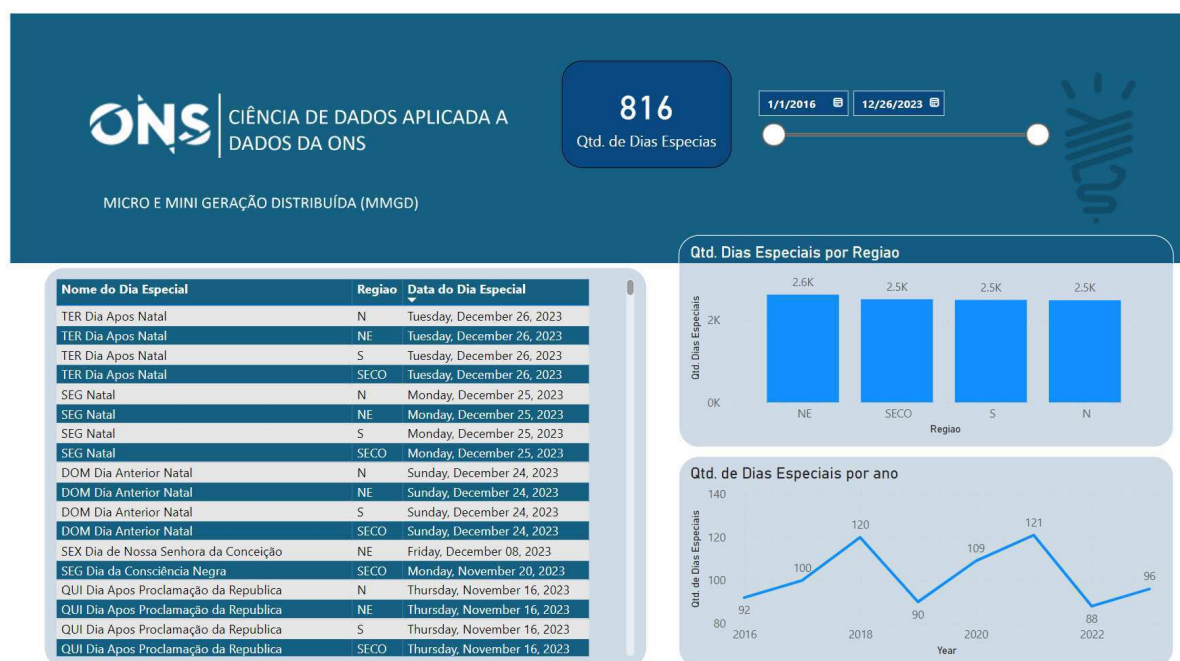 ONS
CIÊNCIA DE DADOS APLICADA A
DADOS DA ONS
MICRO E MINI GERAÇÃO DISTRIBUÍDA (MMGD)
816
Qtd. de Dias Especias
1/1/2016
12/26/2023
Nome do Dia Especial Regiao Data do Dia Especial
TER Dia Apos Natal N Tuesday, December 26, 2023
TER Dia Apos Natal NE Tuesday, December 26, 2023
TER Dia Apos Natal S Tuesday, December 26, 2023
TER Dia Apos Natal SECO Tuesday, December 26, 2023
SEG Natal N Monday, December 25, 2023
SEG Natal NE Monday, December 25, 2023
SEG Natal S Monday, December 25, 2023
SEG Natal SECO Monday, December 25, 2023
DOM Dia Anterior Natal N Sunday, December 24, 2023
DOM Dia Anterior Natal NE Sunday, December 24, 2023
DOM Dia Anterior Natal S Sunday, December 24, 2023
DOM Dia Anterior Natal SECO Sunday, December 24, 2023
SEX Dia de Nossa Senhora da Conceição NE Friday, December 08, 2023
SEG Dia da Consciência Negra SECO Monday, November 20, 2023
QUI Dia Apos Proclamação da Republica N Thursday, November 16, 2023
QUI Dia Apos Proclamação da Republica NE Thursday, November 16, 2023
QUI Dia Apos Proclamação da Republica S Thursday, November 16, 2023
QUI Dia Apos Proclamação da Republica SECO Thursday, November 16, 2023
Qtd. Dias Especiais por Regiao
Qtd. Dias Especiais
2K
0K
2.6K 2.5K 2.5K 2.5K
NE SECO S N
Regiao
Qtd. de Dias Especiais por ano
Qtd. de Dias Especiais
140
120
100
80
92 100 120 90 109 121 88 96
2016 2018 2020 2022
Year